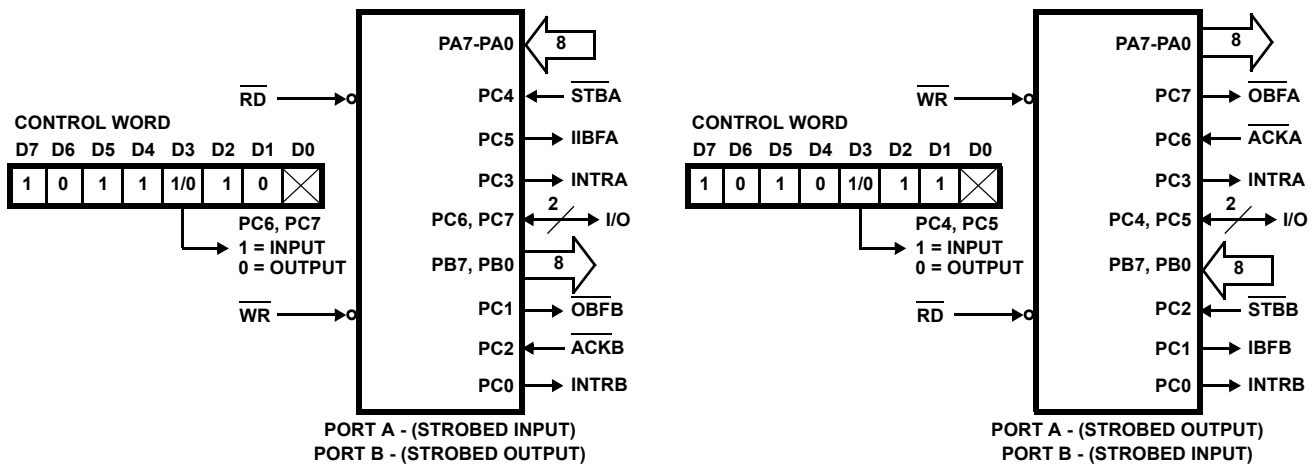 PA7-PA0
8
RD
PC4
STBA
CONTROL WORD
PC5
IIBFA
D7 D6 D5 D4 D3 D2 D1 D0
1 0 1 1 1/0 1 0
PC3
INTRA
PC6, PC7
1 = INPUT
0 = OUTPUT
PC6, PC7
2
I/O
PB7, PB0
8
WR
PC1
OBFB
PC2
ACKB
PC0
INTRB
PORT A - (STROBED INPUT)
PORT B - (STROBED OUTPUT)
PA7-PA0
8
WR
PC7
OBFA
CONTROL WORD
PC6
ACKA
D7 D6 D5 D4 D3 D2 D1 D0
1 0 1 0 1/0 1 1
PC3
INTRA
PC4, PC5
1 = INPUT
0 = OUTPUT
PC4, PC5
2
I/O
PB7, PB0
8
RD
PC2
STBB
PC1
IBFB
PC0
INTRB
PORT A - (STROBED OUTPUT)
PORT B - (STROBED INPUT)